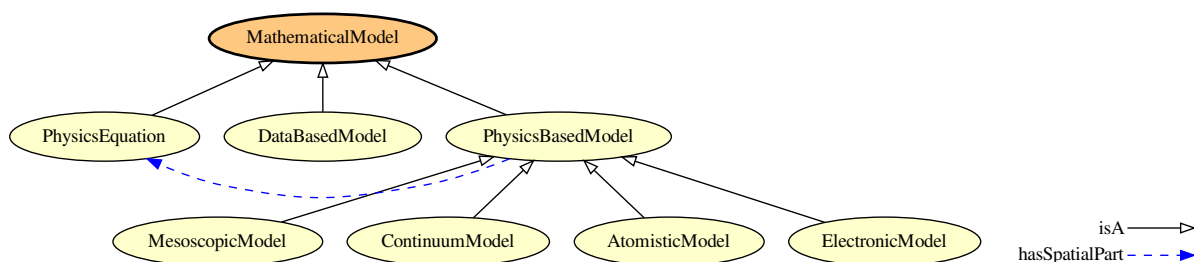 MathematicalModel
PhysicsEquation DataBasedModel PhysicsBasedModel
MesoscopicModel ContinuumModel AtomisticModel ElectronicModel
isA
hasSpatialPart